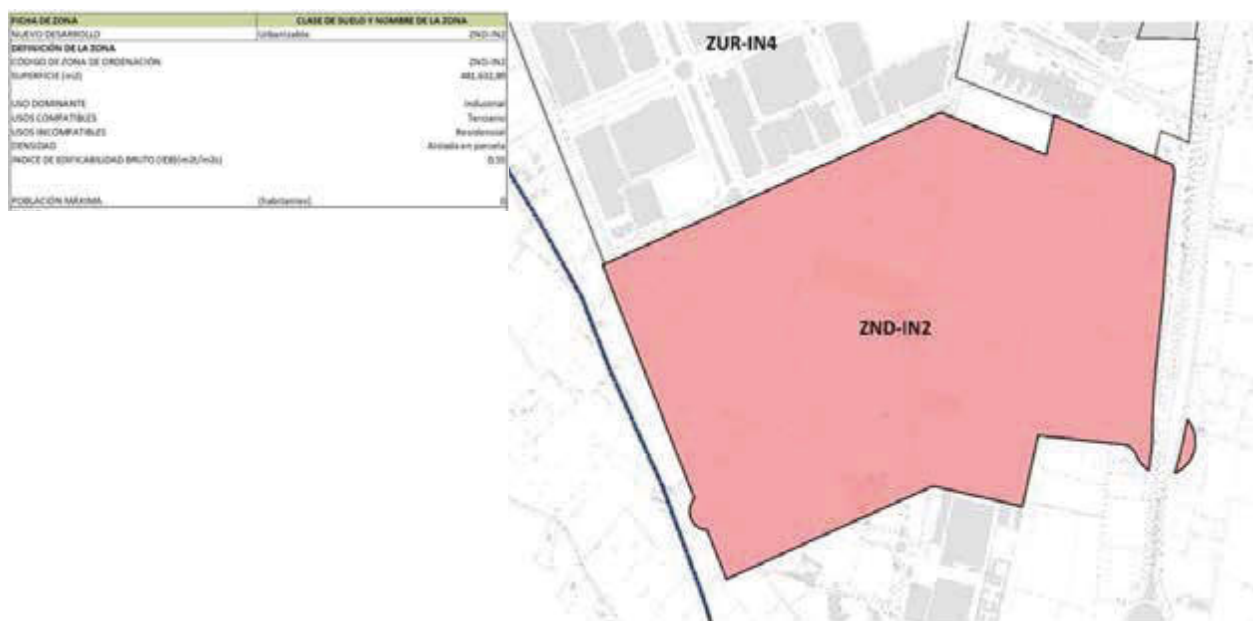 FICHA DE ZONA CLASE DE SUELO Y NOMBRE DE LA ZONA
NUEVO DESARROLLO Urbanizable ZND-IN2
DEFINICIÓN DE LA ZONA
CÓDIGO DE ZONA DE ORDENACIÓN ZND-IN2
SUPERFICIE (m2)
USO DOMINANTE Industrial
USOS COMPATIBLES Terciario
USOS INCOMPATIBLES Residencial
DENSIDAD Aislada en parcela
INDICE DE EDIFICABILIDAD BRUTO (IEB)(m2t/m2s)
POBLACIÓN MÁXIMA (habitantes) 0
ZUR-IN4
ZND-IN2